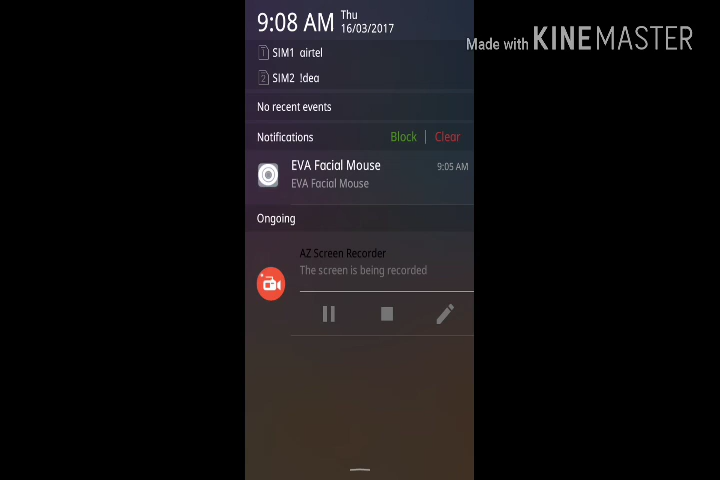 9:08 AM Thu
16/03/2017
Made with KINEMASTER
1 SIM1 airtel
2 SIM2 !dea
No recent events
Notifications Block | Clear
EVA Facial Mouse 9:05 AM
EVA Facial Mouse
Ongoing
AZ Screen Recorder
The screen is being recorded